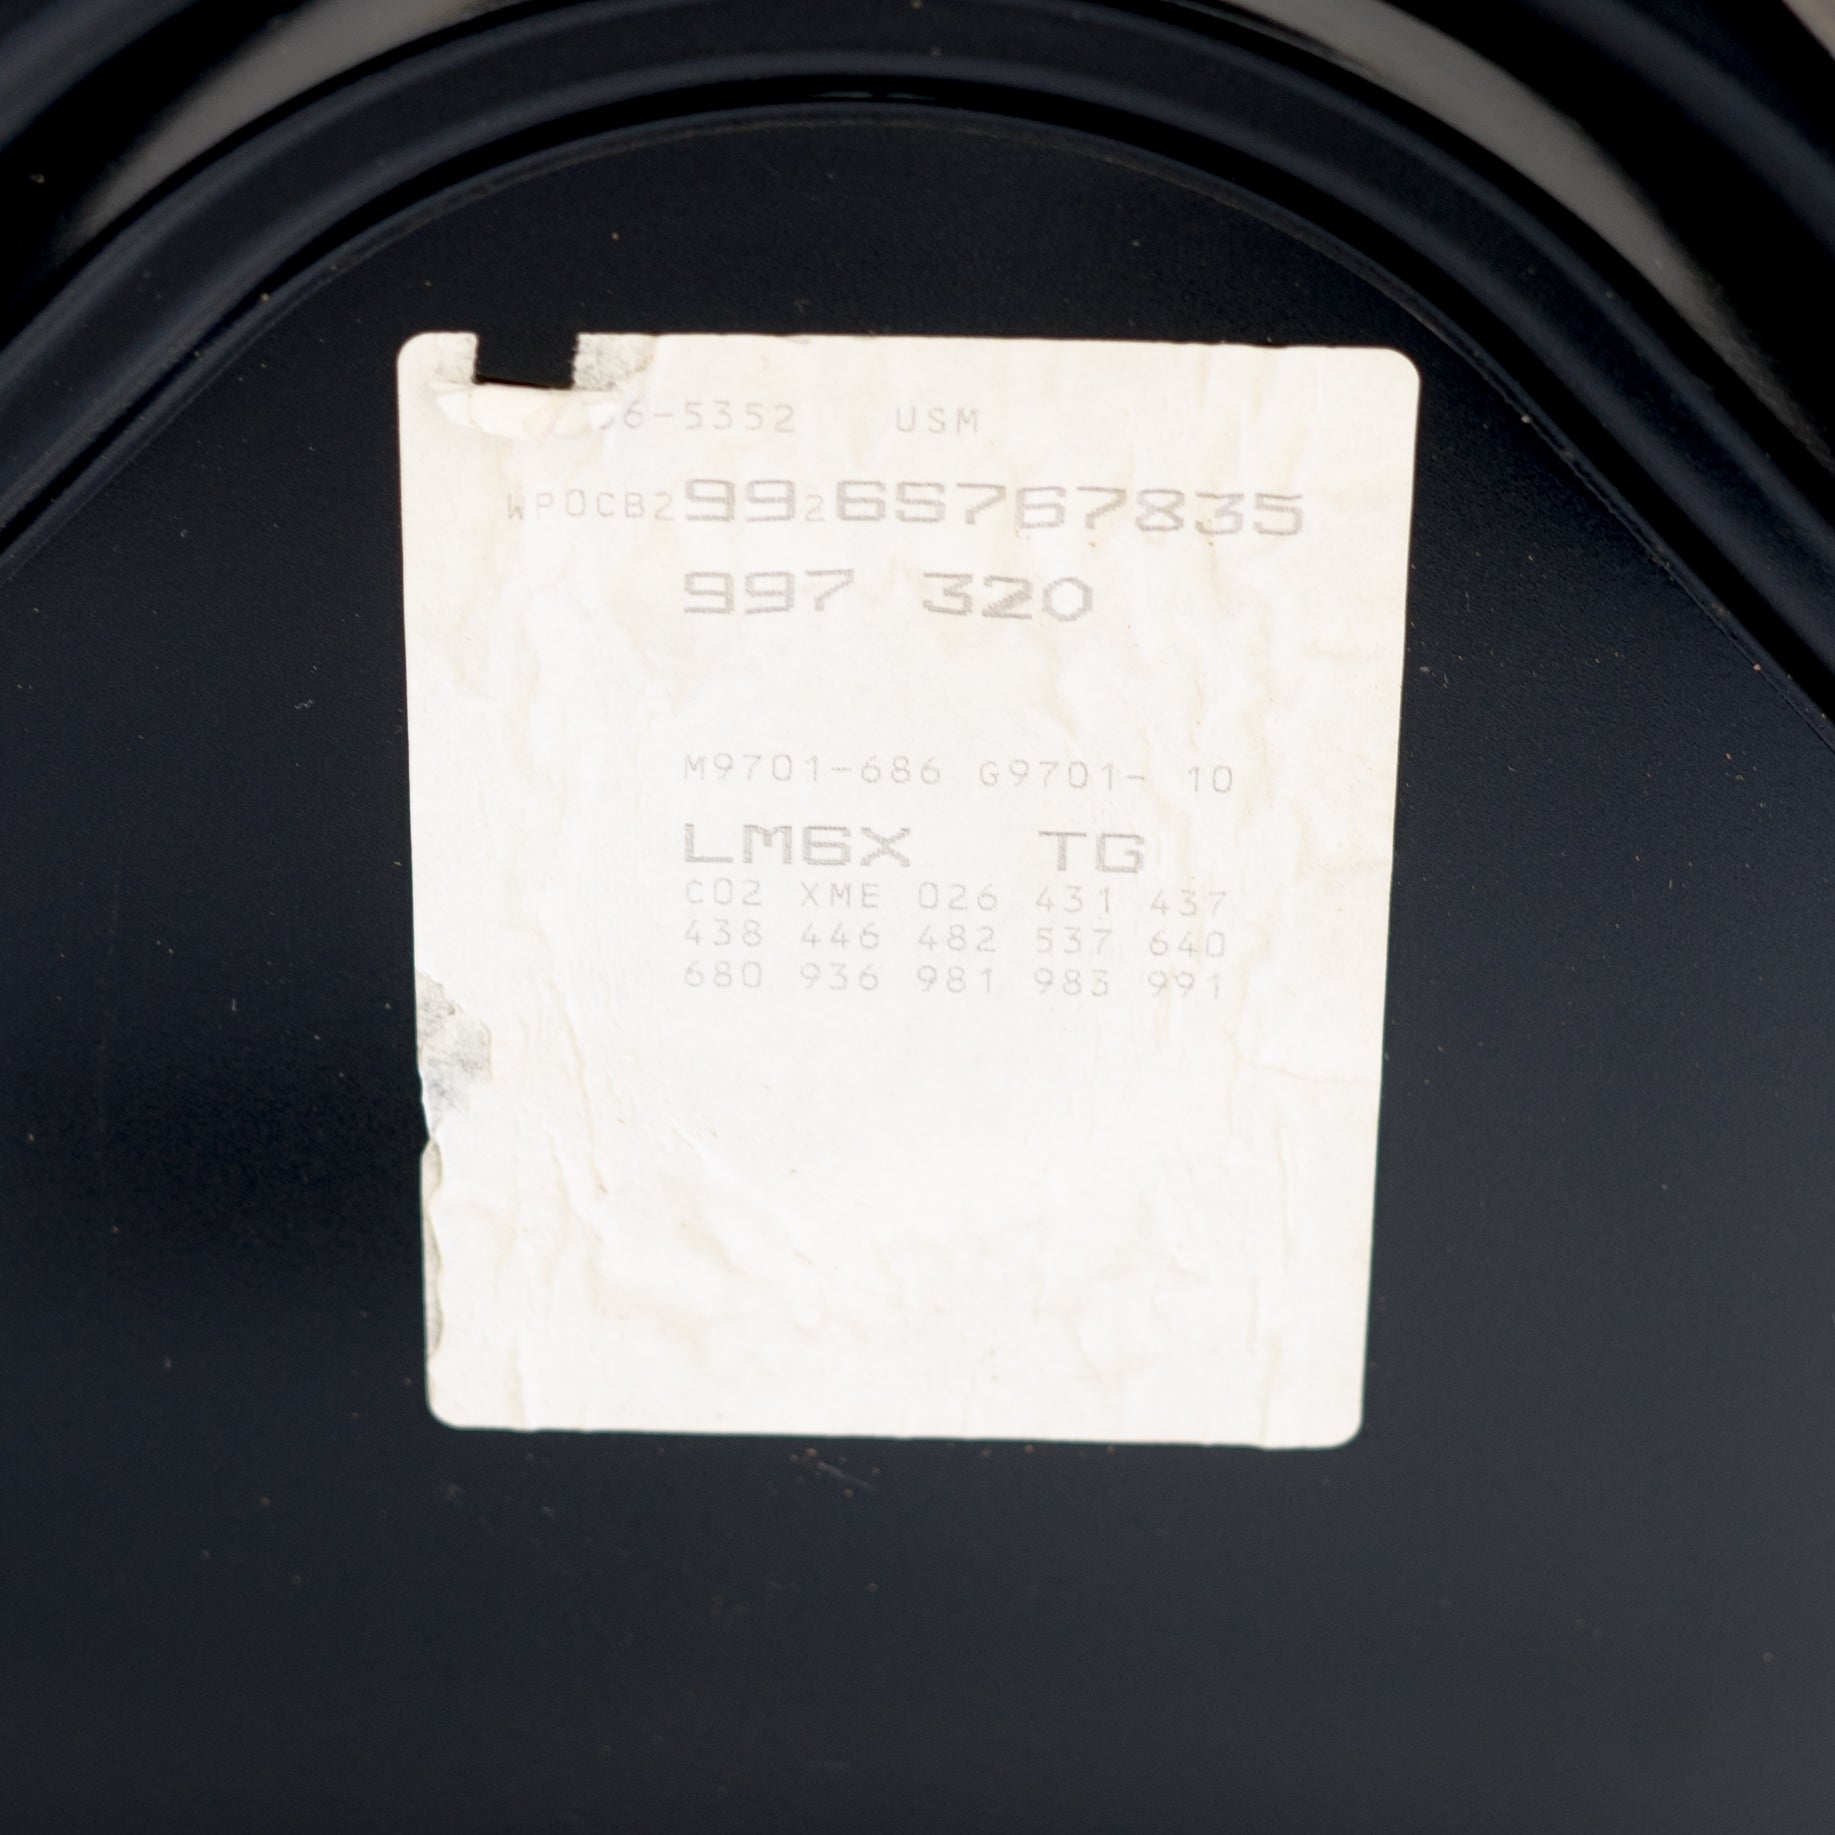 6-5352 USM
WP0CB29926S767835
997 320
M9701-686 G9701- 10
LM6X TG
C02 XME 026 431 437
438 446 482 537 640
680 936 981 983 991